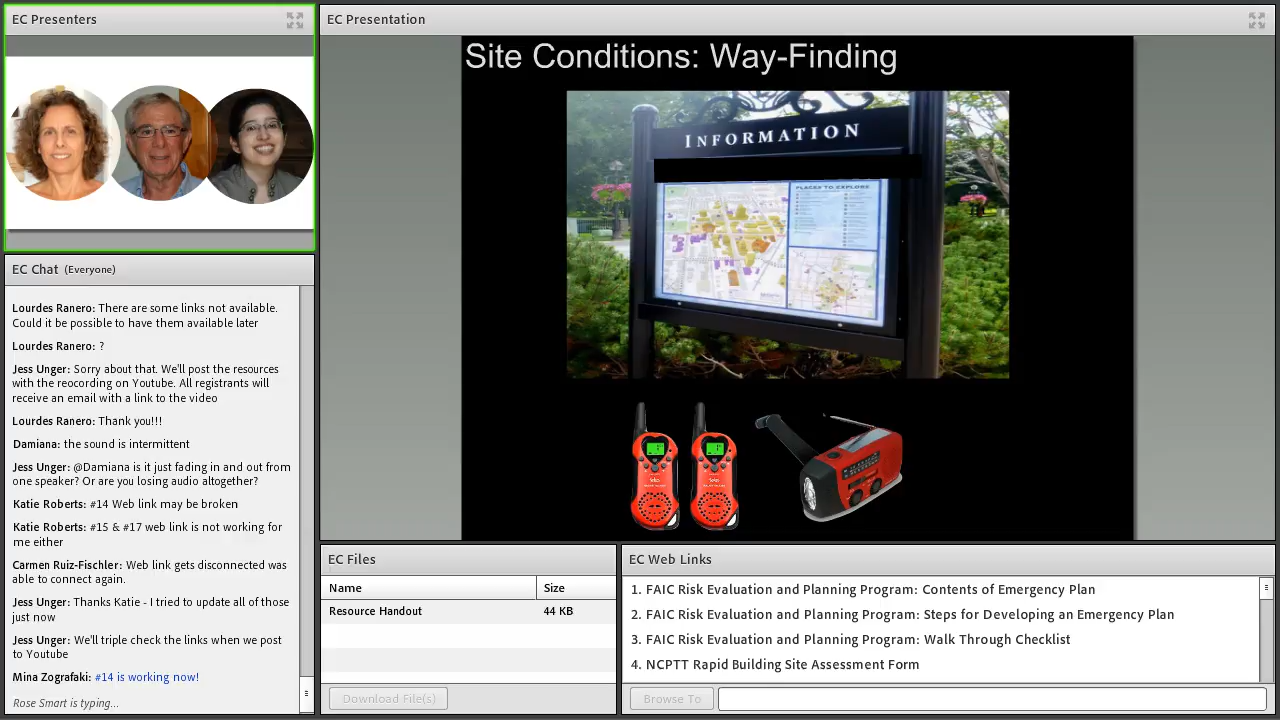 EC Presenters
EC Presentation
Site Conditions: Way-Finding
INFORMATION
PLACES TO EXPLORE
EC Chat (Everyone)
Lourdes Ranero: There are some links not available.
Could it be possible to have them available later
Lourdes Ranero: ?
Jess Unger: Sorry about that. We'll post the resources
with the reocording on Youtube. All registrants will
receive an email with a link to the video
Lourdes Ranero: Thank you!!!
Damiana: the sound is intermittent
Jess Unger: @Damiana is it just fading in and out from
one speaker? Or are you losing audio altogether?
Katie Roberts: #14 Web link may be broken
Katie Roberts: #15 & #17 web link is not working for
me either
Carmen Ruiz-Fischler: Web link gets disconnected was
able to connect again.
Jess Unger: Thanks Katie - I tried to update all of those
just now
Jess Unger: We'll triple check the links when we post
to Youtube
Mina Zografaki: #14 is working now!
Rose Smart is typing...
EC Files
Name Size
Resource Handout 44 KB
Download File(s)
EC Web Links
1. FAIC Risk Evaluation and Planning Program: Contents of Emergency Plan
2. FAIC Risk Evaluation and Planning Program: Steps for Developing an Emergency Plan
3. FAIC Risk Evaluation and Planning Program: Walk Through Checklist
4. NCPTT Rapid Building Site Assessment Form
Browse To